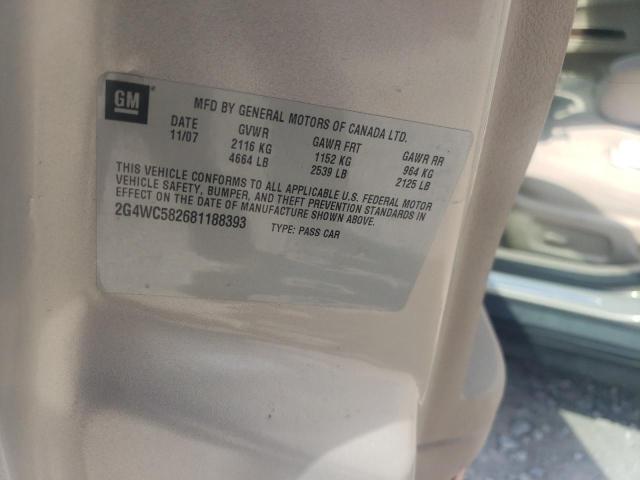 GM
MFD BY GENERAL MOTORS OF CANADA LTD.
DATE GVWR GAWR FRT GAWR RR
11/07 2116 KG 1152 KG 964 KG
4664 LB 2539 LB 2125 LB
THIS VEHICLE CONFORMS TO ALL APPLICABLE U.S. FEDERAL MOTOR
VEHICLE SAFETY, BUMPER, AND THEFT PREVENTION STANDARDS IN
EFFECT ON THE DATE OF MANUFACTURE SHOWN ABOVE.
2G4WC582681188393 TYPE: PASS CAR